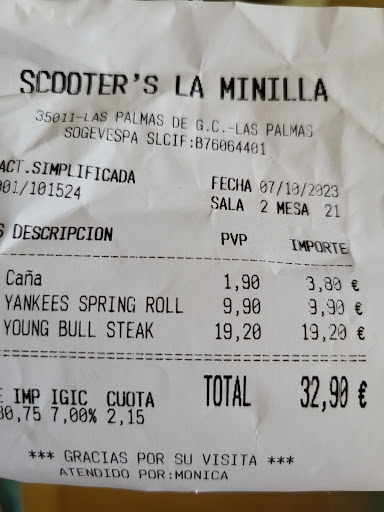 SCOOTER'S LA MINILLA
35011-LAS PALMAS DE G.C.-LAS PALMAS
SOGEVESPA SLCIF:B76064401
ACT.SIMPLIFICADA
001/101524
FECHA 07/10/2023
SALA 2 MESA 21
S DESCRIPCION PVP IMPORTE
Caña 1,90 3,80 €
YANKEES SPRING ROLL 9,90 9,90 €
YOUNG BULL STEAK 19,20 19,20 €
E IMP IGIC CUOTA TOTAL 32,90 €
30,75 7,00% 2,15
*** GRACIAS POR SU VISITA ***
ATENDIDO POR:MONICA